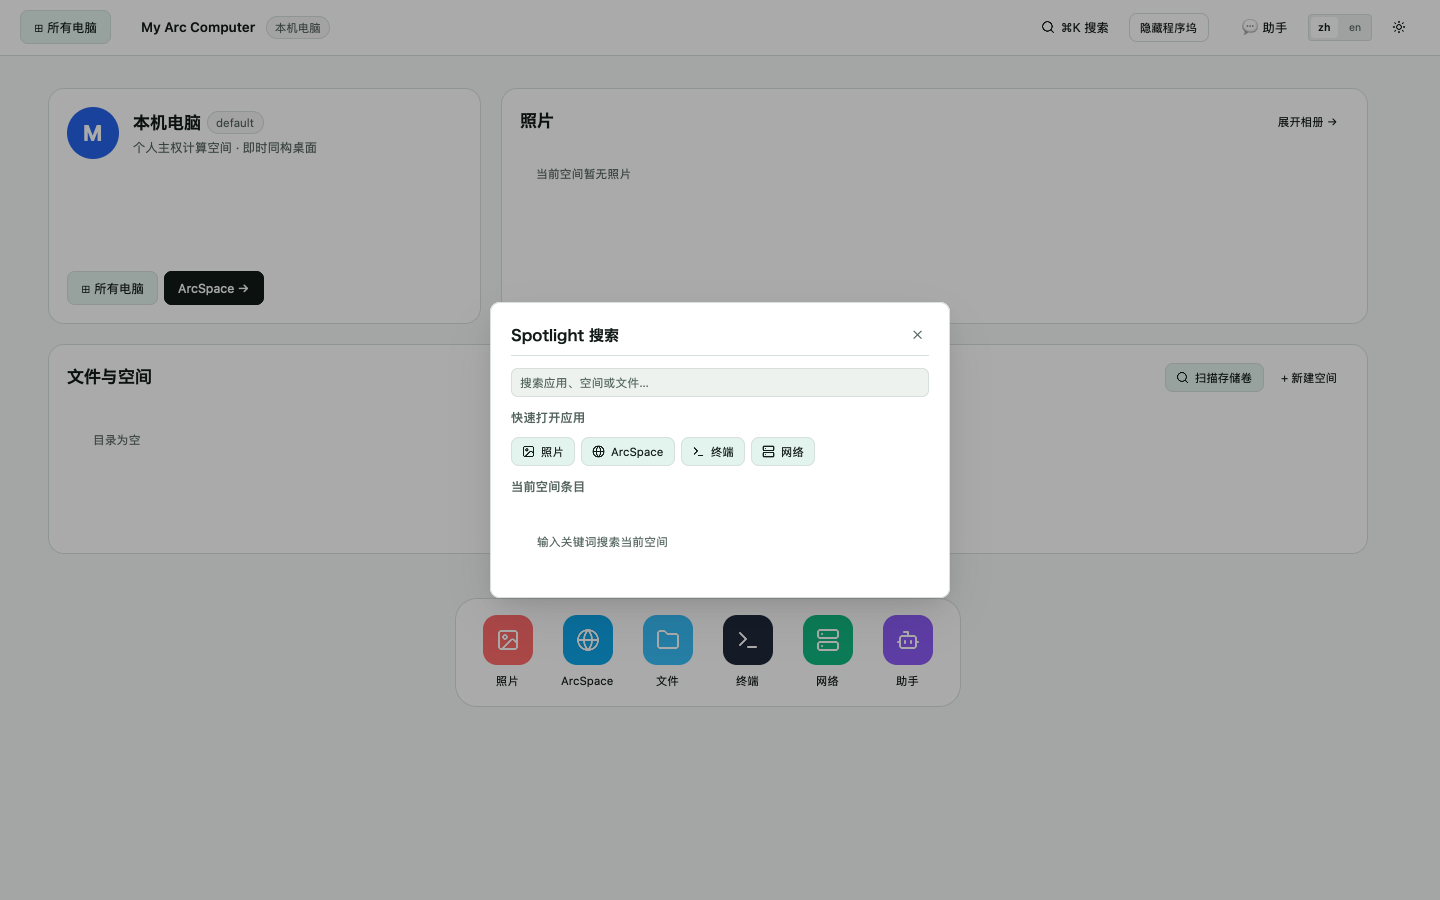 所有电脑 My Arc Computer 本机电脑 ⌘K 搜索 隐藏程序坞 助手 zh en
M 本机电脑 default
个人主权计算空间 · 即时同构桌面
所有电脑 ArcSpace →
照片 展开相册 →
当前空间暂无照片
文件与空间 扫描存储卷 + 新建空间
目录为空
Spotlight 搜索
搜索应用、空间或文件...
快速打开应用
照片 ArcSpace 终端 网络
当前空间条目
输入关键词搜索当前空间
照片 ArcSpace 文件 终端 网络 助手